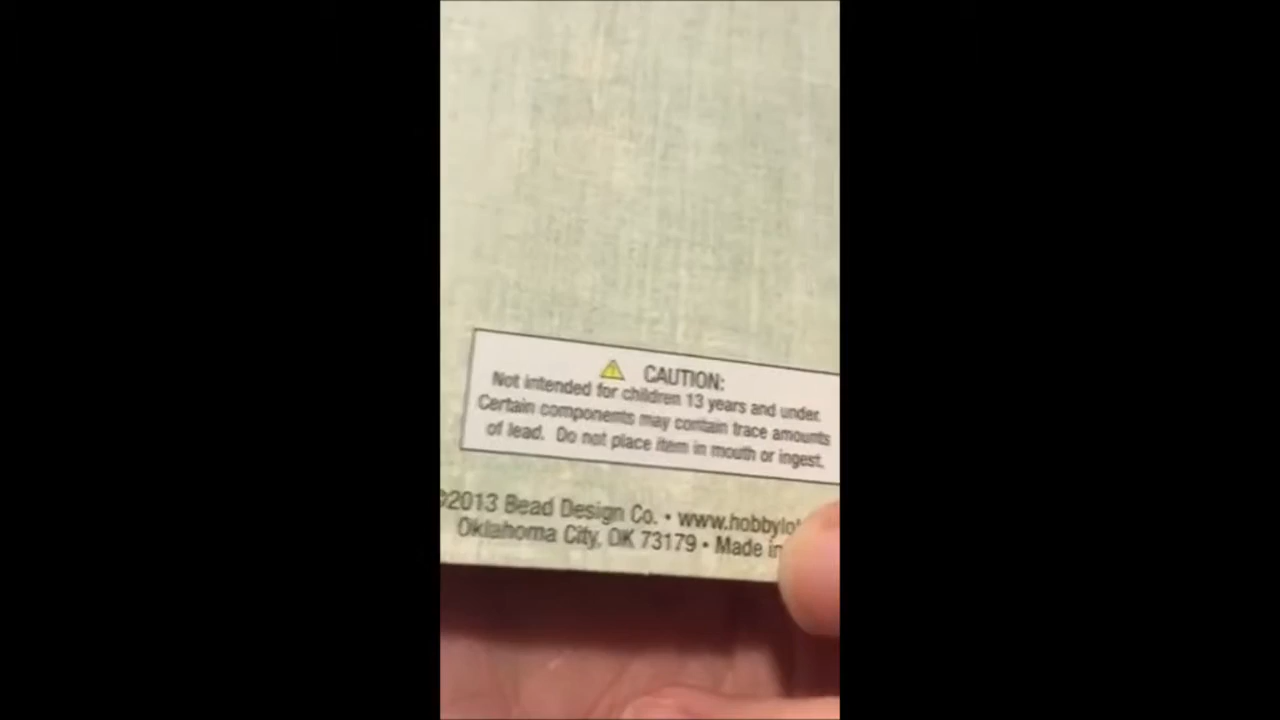 CAUTION:
Not intended for children 13 years and under.
Certain components may contain trace amounts
of lead. Do not place item in mouth or ingest.
©2013 Bead Design Co. • www.hobbylo
Oklahoma City, OK 73179 • Made in